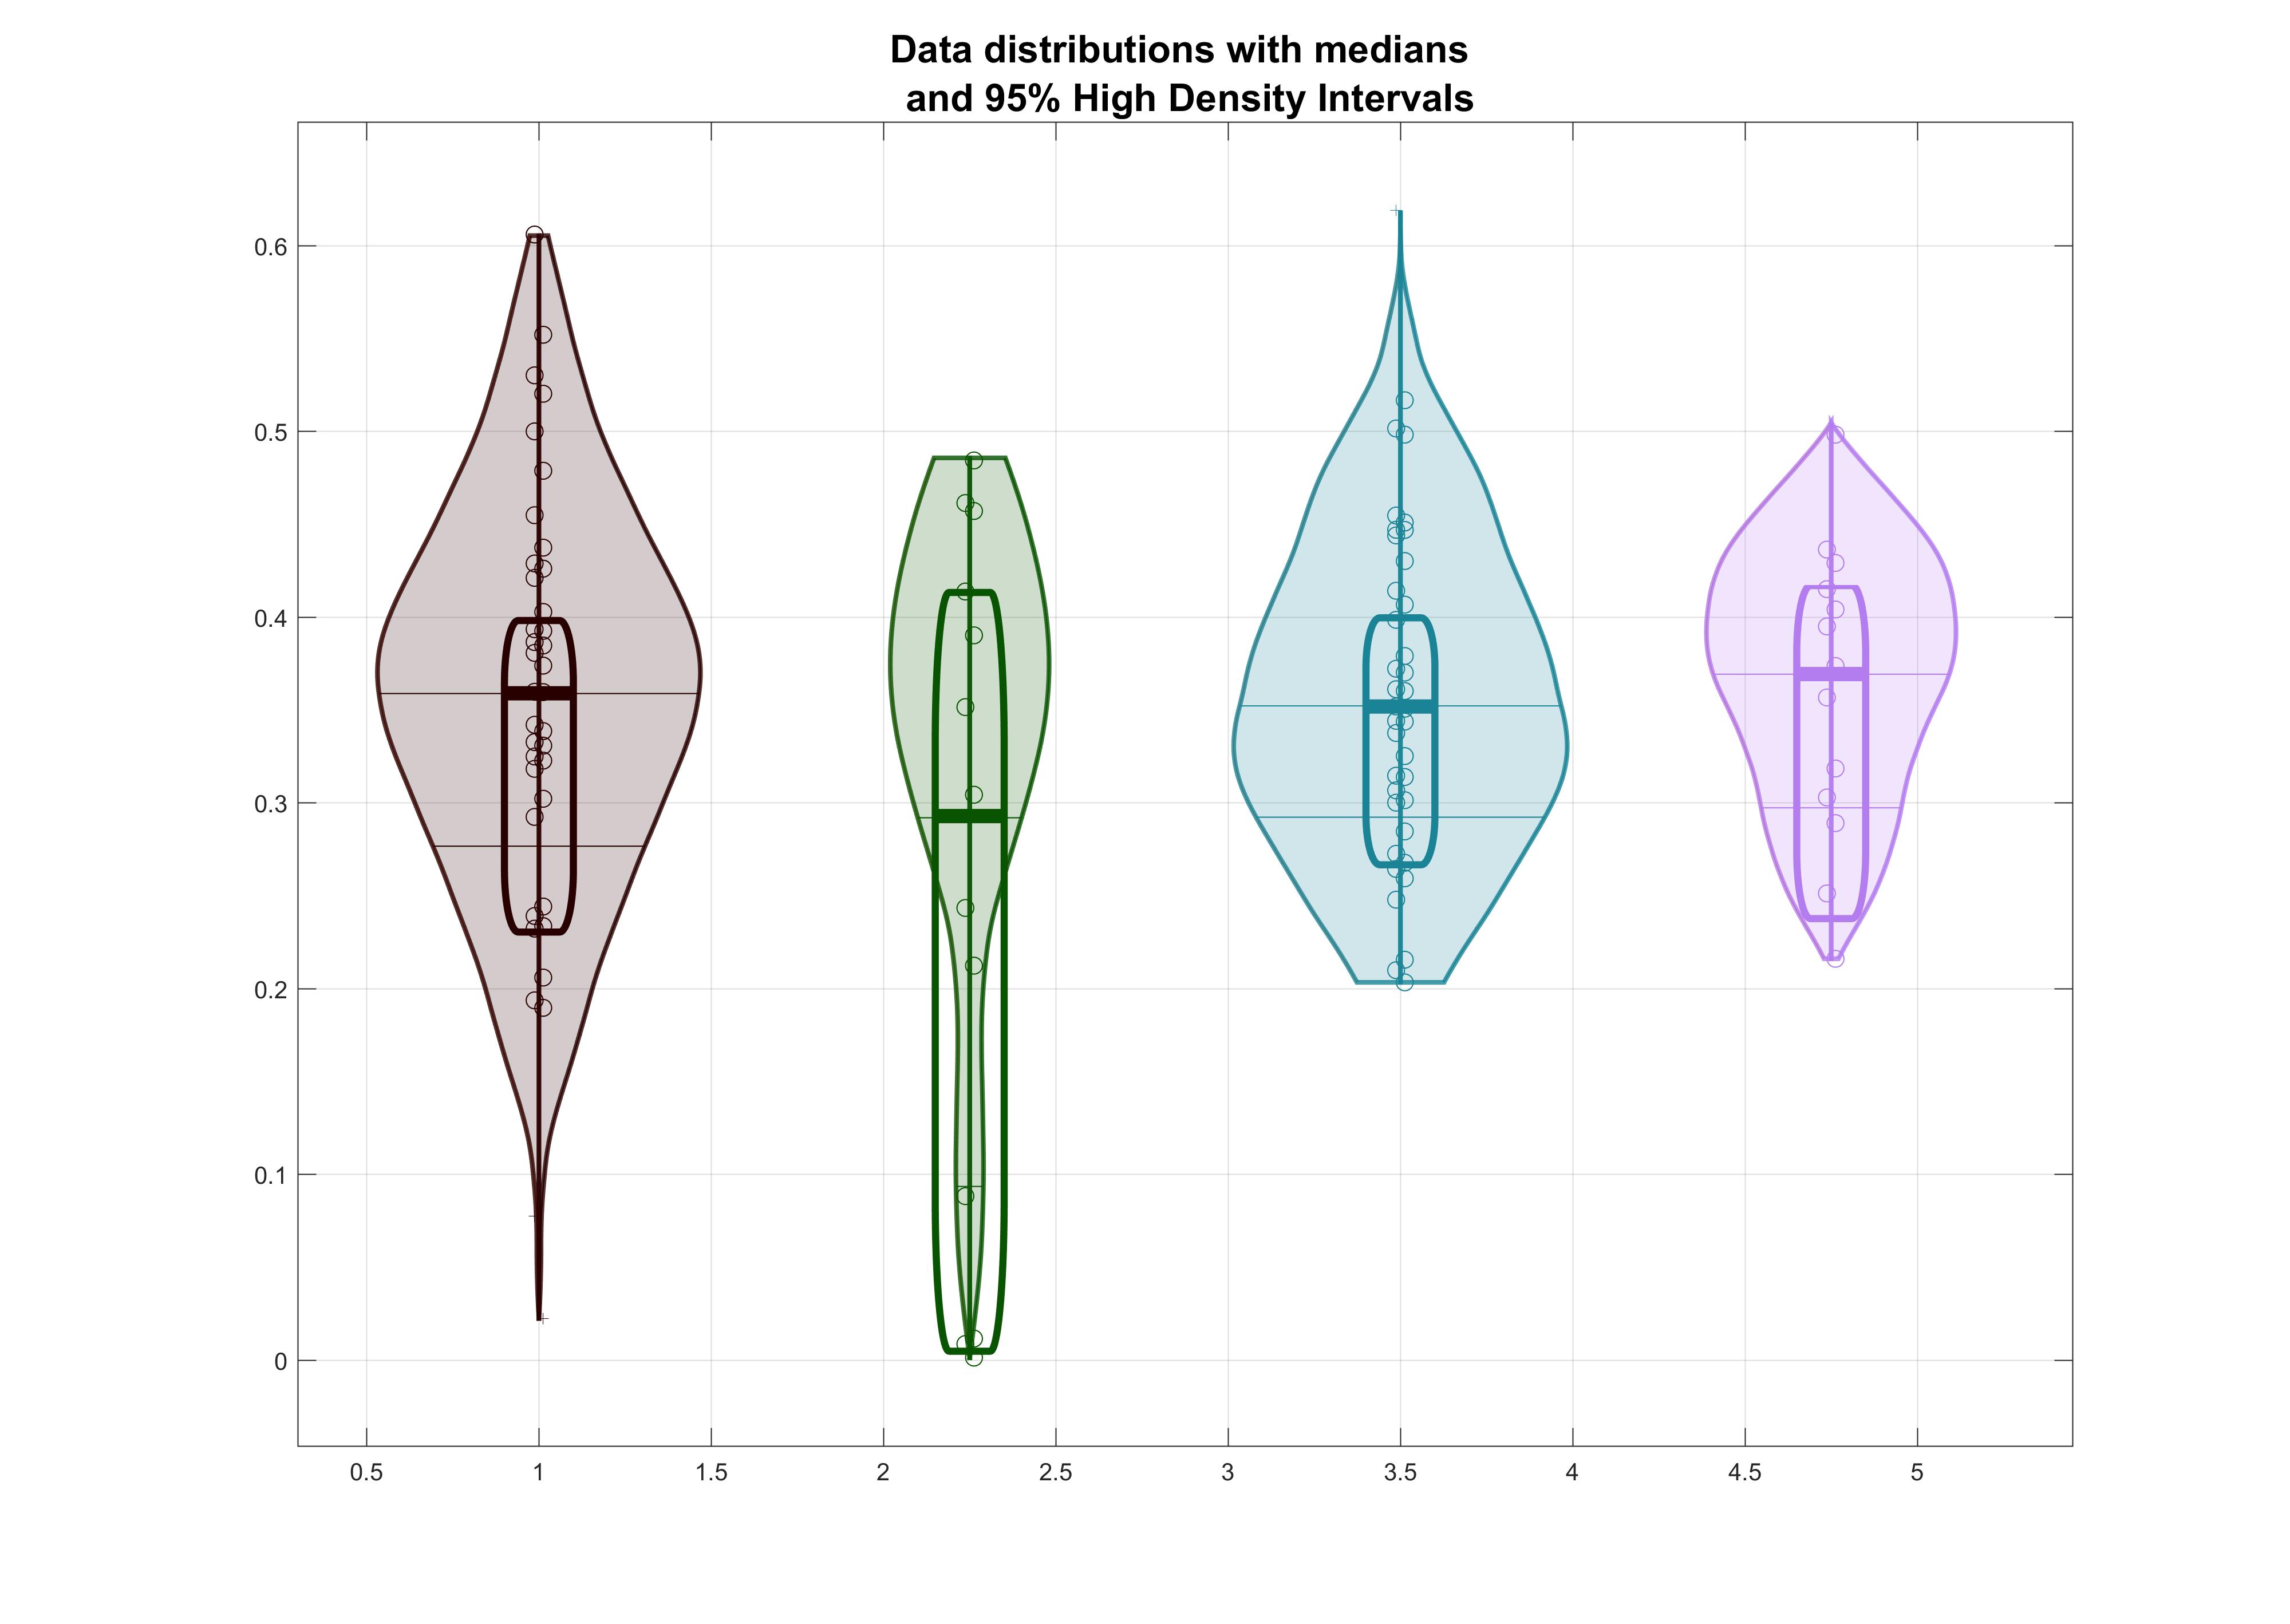 Data distributions with medians
and 95% High Density Intervals
0.6
0.5
0.4
0.3
0.2
0.1
0
0.5 1 1.5 2 2.5 3 3.5 4 4.5 5